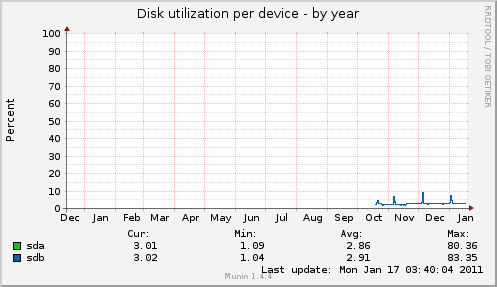 Disk utilization per device - by year
RRDTOOL / TOBI OETIKER
Percent
100
90
80
70
60
50
40
30
20
10
0
Dec Jan Feb Mar Apr May Jun Jul Aug Sep Oct Nov Dec Jan
Cur: Min: Avg: Max:
sda 3.01 1.09 2.86 80.36
sdb 3.02 1.04 2.91 83.35
Last update: Mon Jan 17 03:40:04 2011
Munin 1.4.4